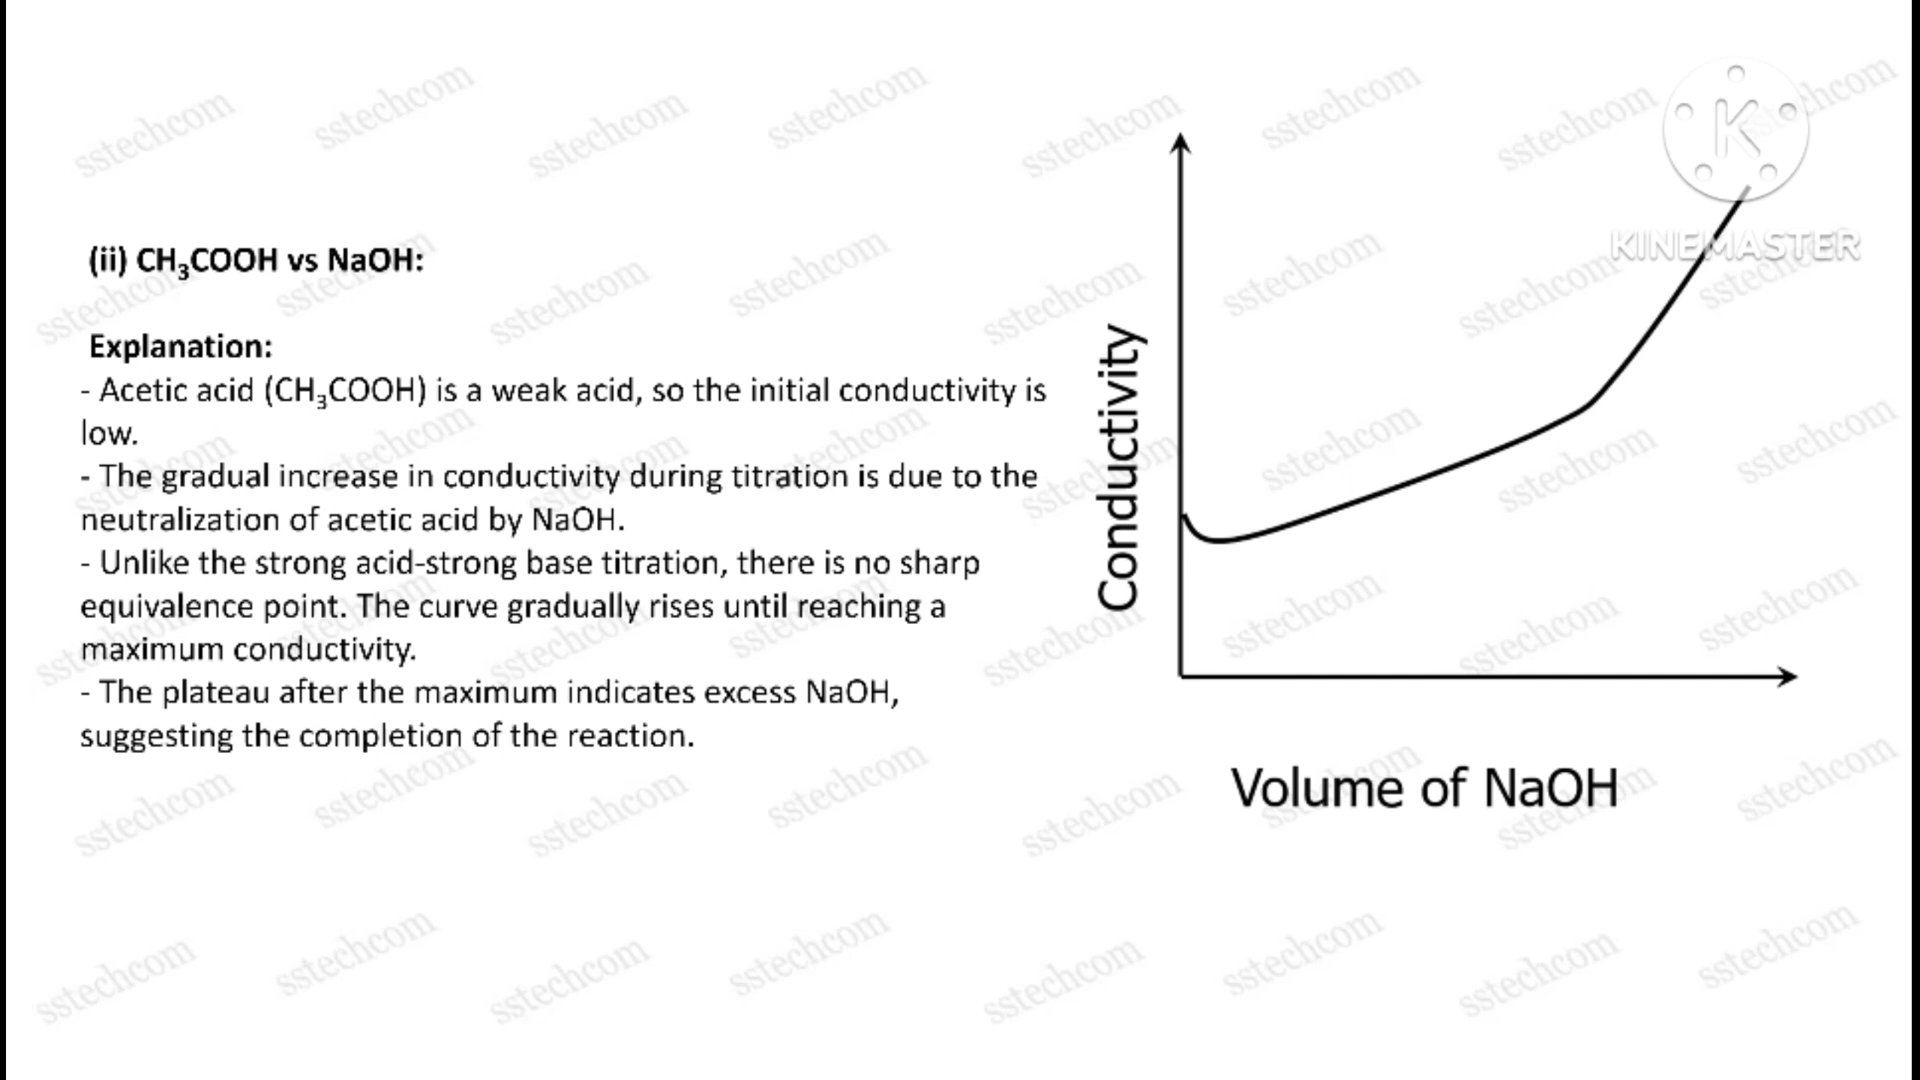 (ii) CH₃COOH vs NaOH:
Explanation:
- Acetic acid (CH₃COOH) is a weak acid, so the initial conductivity is
low.
- The gradual increase in conductivity during titration is due to the
neutralization of acetic acid by NaOH.
- Unlike the strong acid-strong base titration, there is no sharp
equivalence point. The curve gradually rises until reaching a
maximum conductivity.
- The plateau after the maximum indicates excess NaOH,
suggesting the completion of the reaction.
Conductivity
Volume of NaOH
K
KINEMASTER
sstechcom